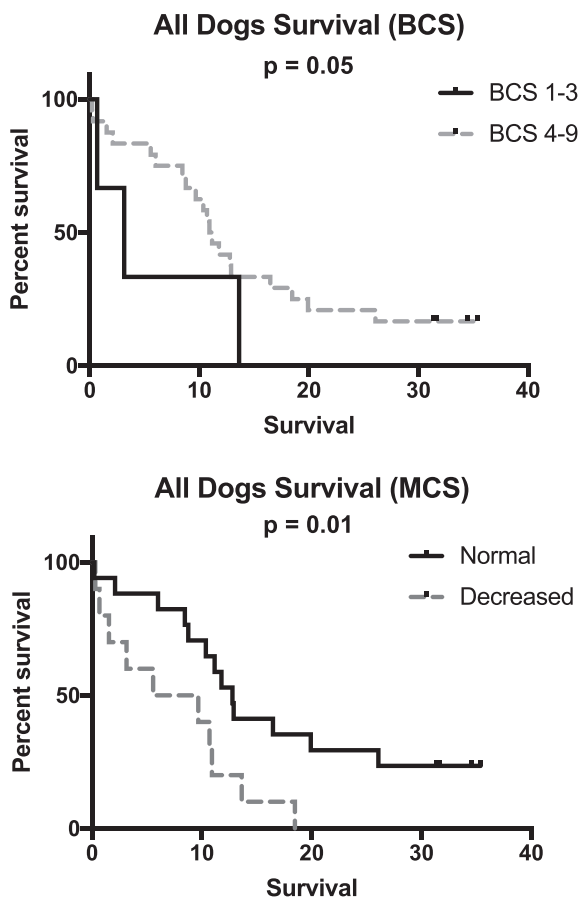 All Dogs Survival (BCS)
p = 0.05
BCS 1-3
BCS 4-9
Percent survival
100
50
0
0 10 20 30 40
Survival
All Dogs Survival (MCS)
p = 0.01
Normal
Decreased
Percent survival
100
50
0
0 10 20 30 40
Survival